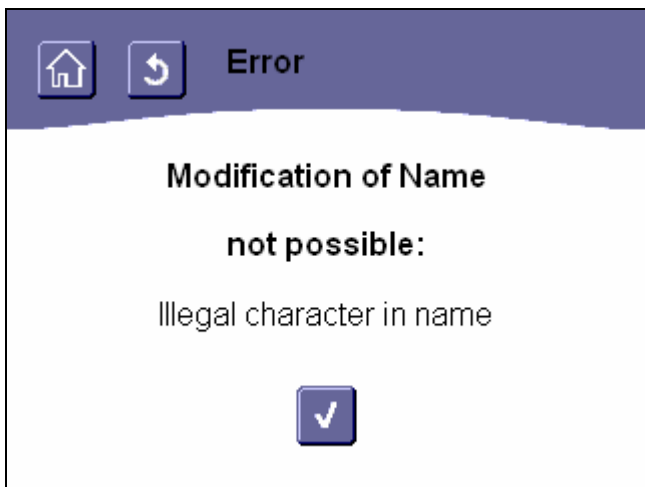 Error
Modification of Name
not possible:
Illegal character in name